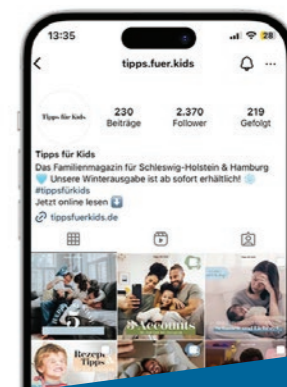 13:35
28
tipps.fuer.kids
Tipps für Kids
230
Beiträge
2.370
Follower
219
Gefolgt
Tipps für Kids
Das Familienmagazin für Schleswig-Holstein & Hamburg
Unsere Winterausgabe ist ab sofort erhältlich!
#tippsfürkids
Jetzt online lesen
tippsfuerkids.de
5
Accounts
Rezept
Tipps